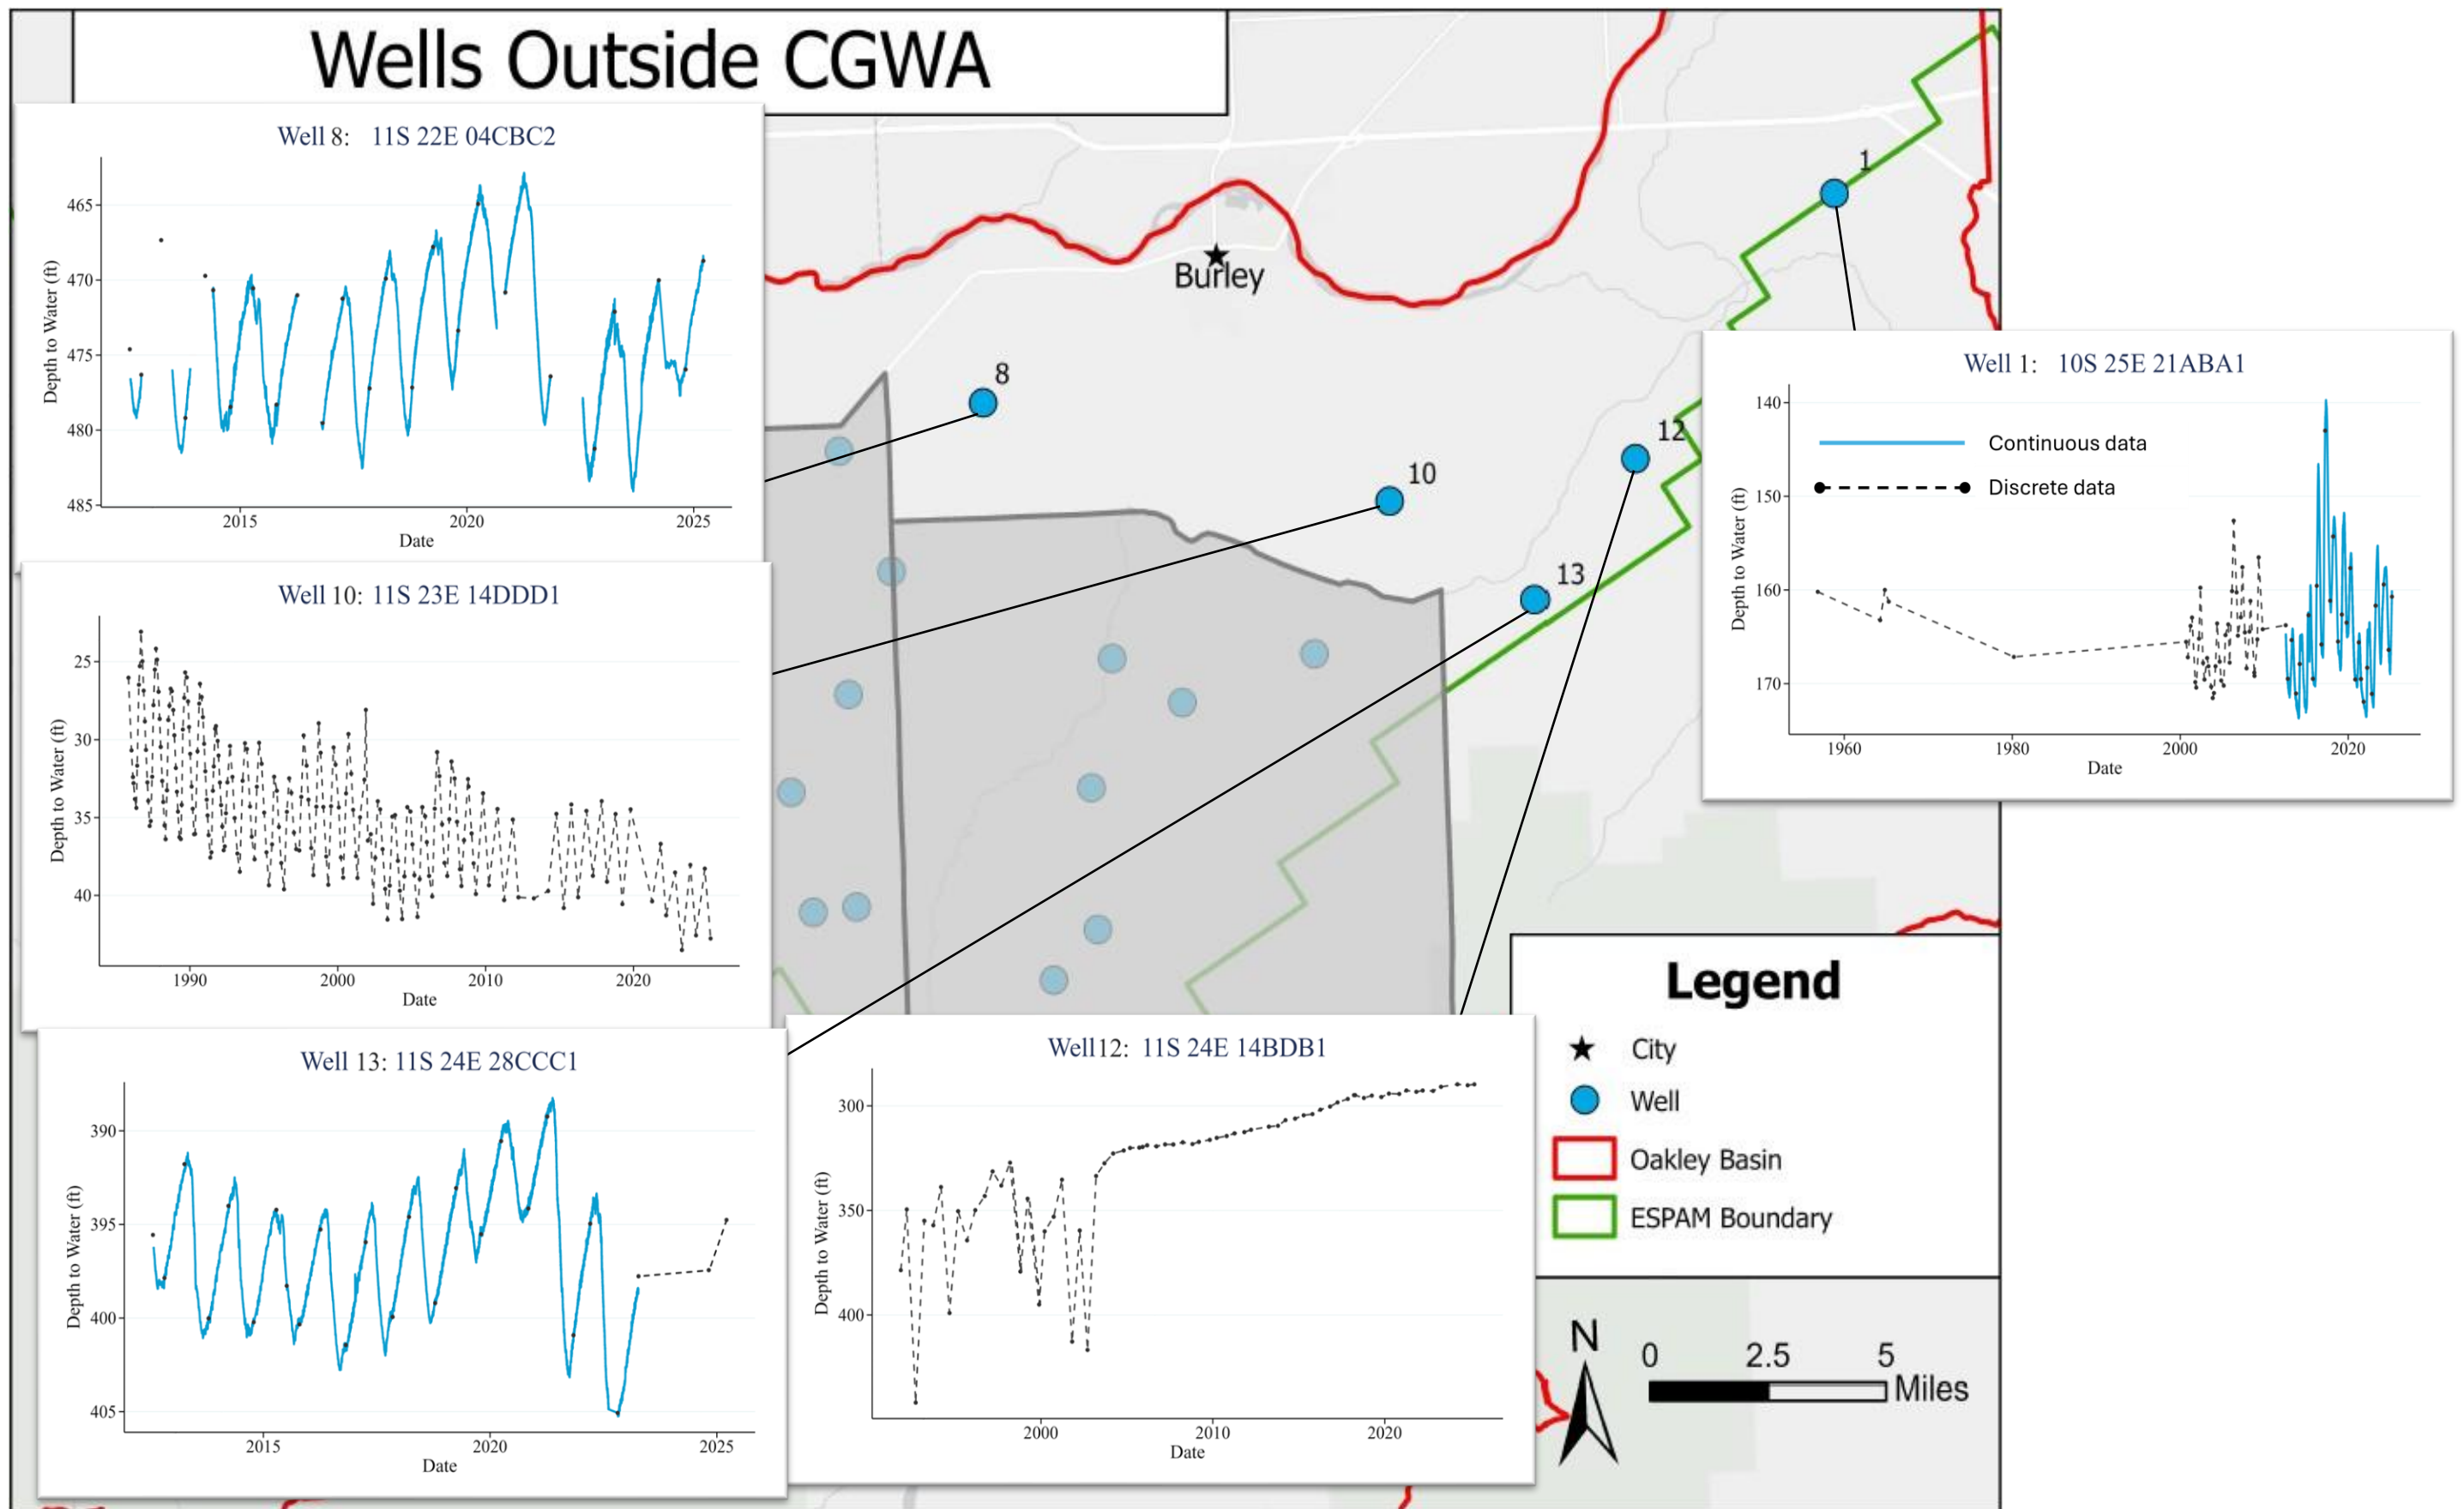 Wells Outside CGWA
Well 8: 11S 22E 04CBC2
Depth to Water (ft)
465
470
475
480
485
2015
2020
2025
Date
Well 10: 11S 23E 14DDD1
Depth to Water (ft)
25
30
35
40
1990
2000
2010
2020
Date
Well 13: 11S 24E 28CCC1
Depth to Water (ft)
390
395
400
405
2015
2020
2025
Date
Well12: 11S 24E 14BDB1
Depth to Water (ft)
300
350
400
2000
2010
2020
Date
Well 1: 10S 25E 21ABA1
Depth to Water (ft)
140
150
160
170
Continuous data
Discrete data
1960
1980
2000
2020
Date
Burley
1
8
10
12
13
Legend
City
Well
Oakley Basin
ESPAM Boundary
N
0 2.5 5
Miles